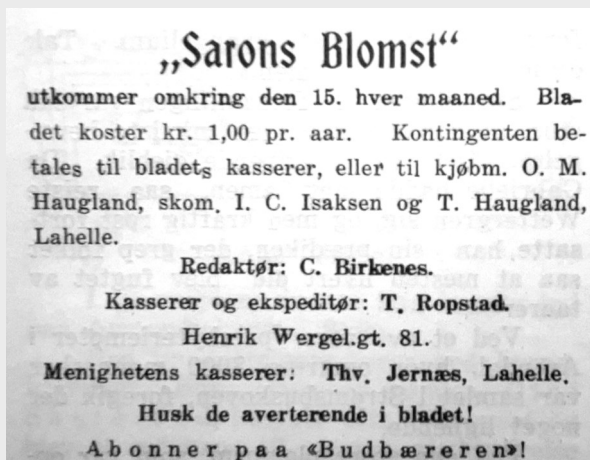 „Sarons Blomst“
utkommer omkring den 15. hver maaned. Bla-
det koster kr. 1,00 pr. aar. Kontingenten be-
tales til bladets kasserer, eller til kjøbm. O. M.
Haugland, skom. I. C. Isaksen og T. Haugland,
Lahelle.
Redaktør: C. Birkenes.
Kasserer og ekspeditør: T. Ropstad.
Henrik Wergel.gt. 81.
Menighetens kasserer: Thv. Jernæs, Lahelle.
Husk de averterende i bladet!
Abonner paa «Budbæreren»!